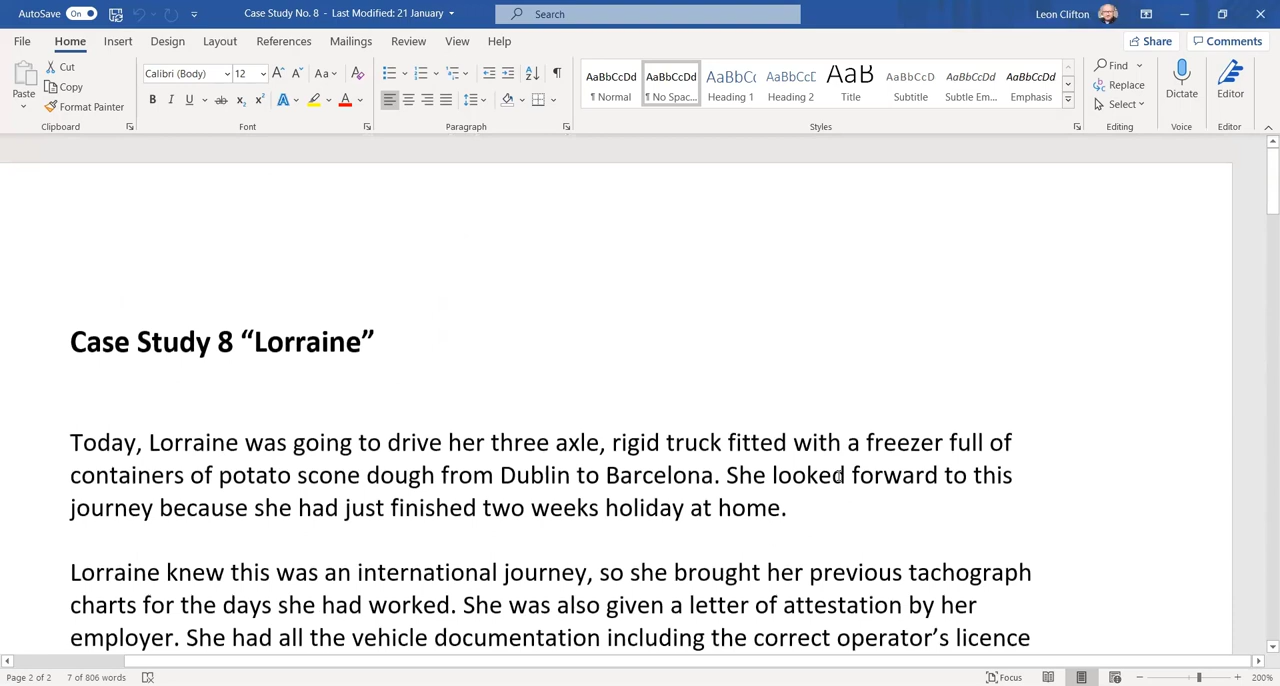 AutoSave On Case Study No. 8 - Last Modified: 21 January Search Leon Clifton
File Home Insert Design Layout References Mailings Review View Help Share Comments
Paste Cut Copy Format Painter
Calibri (Body) 12
AaBbCcDd ¶ Normal
AaBbCcDd ¶ No Spac...
AaBbCc Heading 1
AaBbCcE Heading 2
AaB Title
AaBbCcD Subtitle
AaBbCcDd Subtle Em...
AaBbCcDd Emphasis
Find Replace Select
Dictate Editor
Clipboard Font Paragraph Styles Editing Voice Editor
Case Study 8 “Lorraine”
Today, Lorraine was going to drive her three axle, rigid truck fitted with a freezer full of
containers of potato scone dough from Dublin to Barcelona. She looked forward to this
journey because she had just finished two weeks holiday at home.
Lorraine knew this was an international journey, so she brought her previous tachograph
charts for the days she had worked. She was also given a letter of attestation by her
employer. She had all the vehicle documentation including the correct operator’s licence
Page 2 of 2 7 of 806 words Focus 200%